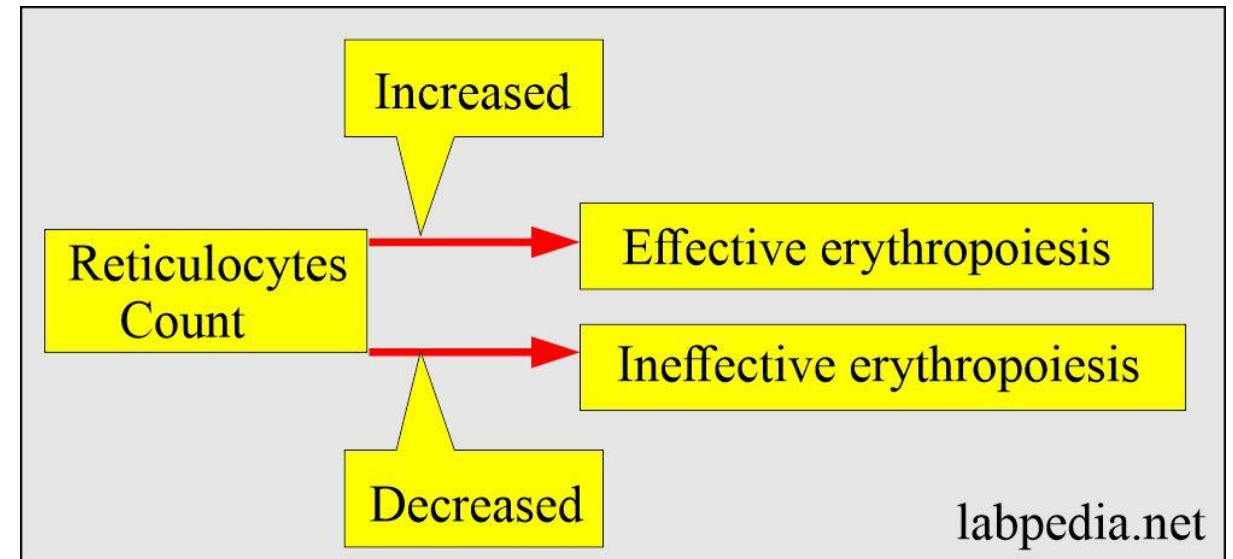 Increased
Reticulocytes
Count
Effective erythropoiesis
Ineffective erythropoiesis
Decreased
labpedia.net